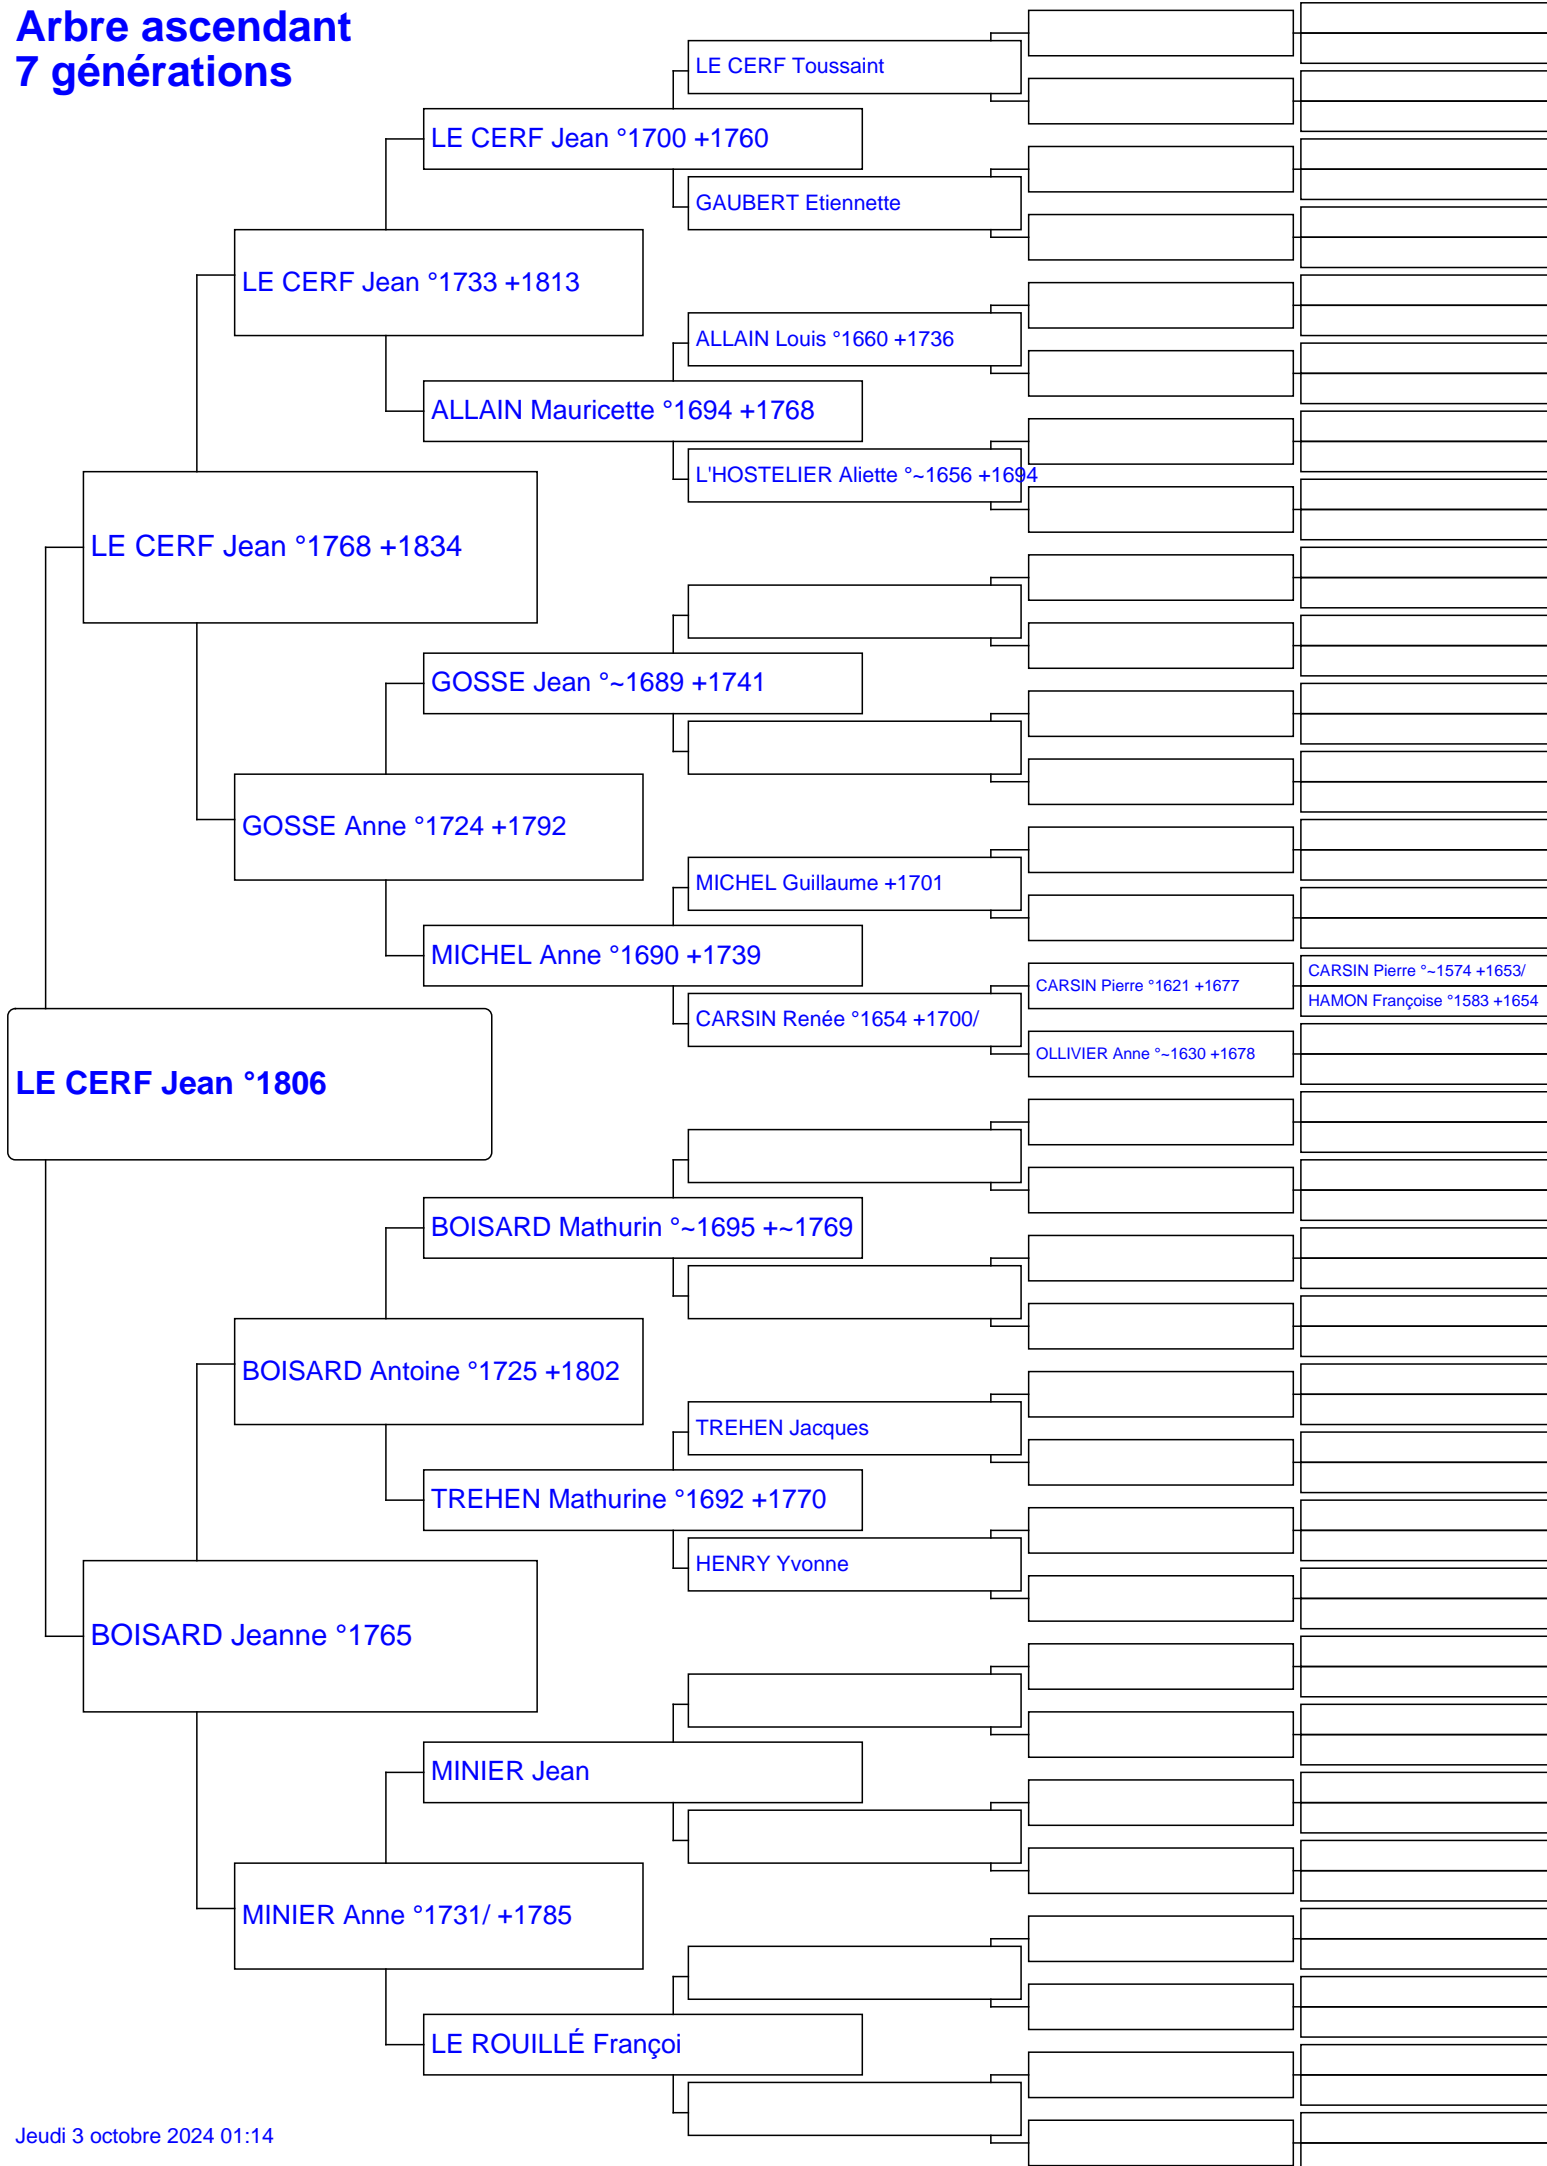 Arbre ascendant
7 générations
LE CERF Toussaint
LE CERF Jean °1700 +1760
GAUBERT Etiennette
LE CERF Jean °1733 +1813
ALLAIN Louis °1660 +1736
ALLAIN Mauricette °1694 +1768
L'HOSTELIER Aliette °~1656 +1694
LE CERF Jean °1768 +1834
GOSSE Jean °~1689 +1741
GOSSE Anne °1724 +1792
MICHEL Guillaume +1701
MICHEL Anne °1690 +1739
CARSIN Pierre °~1574 +1653/
CARSIN Pierre °1621 +1677
HAMON Françoise °1583 +1654
CARSIN Renée °1654 +1700/
OLLIVIER Anne °~1630 +1678
LE CERF Jean °1806
BOISARD Mathurin °~1695 +~1769
BOISARD Antoine °1725 +1802
TREHEN Jacques
TREHEN Mathurine °1692 +1770
HENRY Yvonne
BOISARD Jeanne °1765
MINIER Jean
MINIER Anne °1731/ +1785
LE ROUILLÉ Françoi
Jeudi 3 octobre 2024 01:14